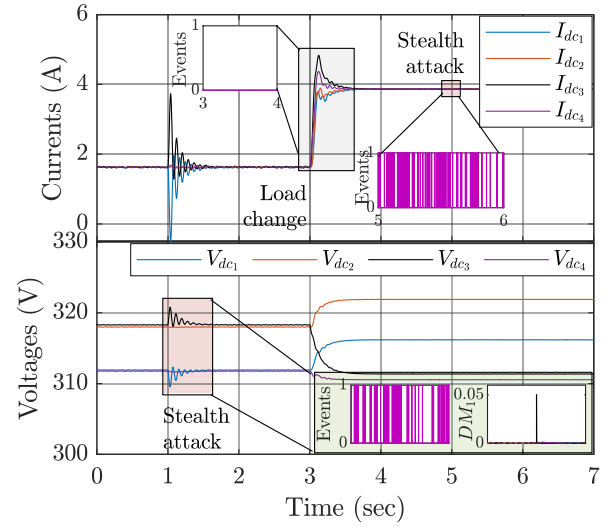 Currents (A)
6
4
2
0
Events
1
0
3
4
Stealth
attack
I_dc1
I_dc2
I_dc3
I_dc4
Load
change
Events
1
0
5
6
Voltages (V)
330
320
310
300
V_dc1
V_dc2
V_dc3
V_dc4
Stealth
attack
Events
1
0
DM_1
0.05
0
0
1
2
3
4
5
6
7
Time (sec)